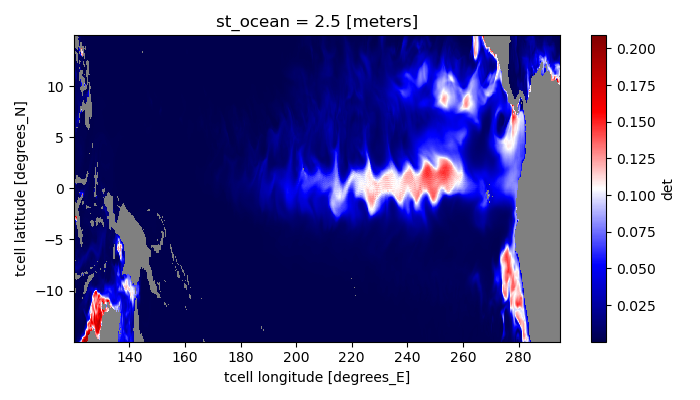 st_ocean = 2.5 [meters]
10
5
0
−5
−10
tcell latitude [degrees_N]
140 160 180 200 220 240 260 280
tcell longitude [degrees_E]
0.200
0.175
0.150
0.125
0.100
0.075
0.050
0.025
det